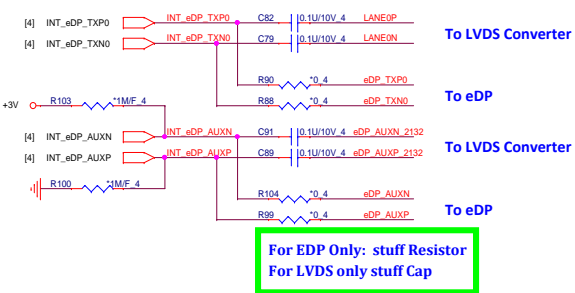 [4] INT_eDP_TXP0 INT_eDP_TXP0 C82 0.1U/10V_4 LANE0P
[4] INT_eDP_TXN0 INT_eDP_TXN0 C79 0.1U/10V_4 LANE0N
To LVDS Converter
R90 *0_4 eDP_TXP0
R88 *0_4 eDP_TXN0
To eDP
+3V R103 *1M/F_4
[4] INT_eDP_AUXN INT_eDP_AUXN C91 0.1U/10V_4 eDP_AUXN_2132
[4] INT_eDP_AUXP INT_eDP_AUXP C89 0.1U/10V_4 eDP_AUXP_2132
To LVDS Converter
R100 *1M/F_4
R104 *0_4 eDP_AUXN
R99 *0_4 eDP_AUXP
To eDP
For EDP Only: stuff Resistor
For LVDS only stuff Cap